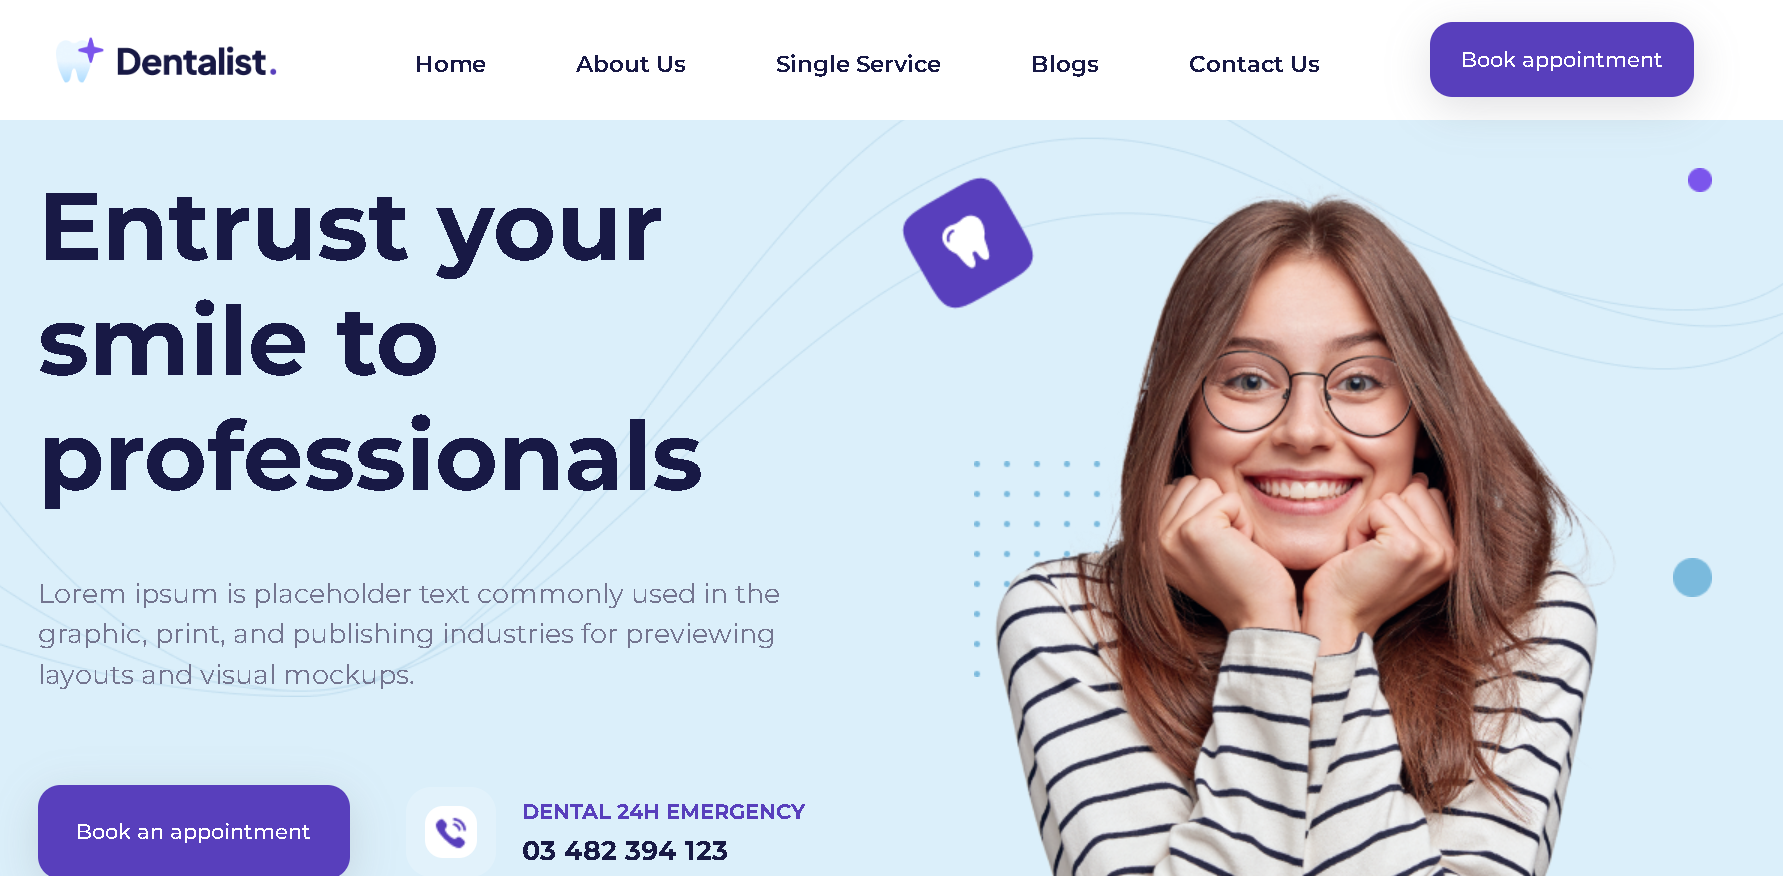 Dentalist.
Home
About Us
Single Service
Blogs
Contact Us
Book appointment
Entrust your
smile to
professionals
Lorem ipsum is placeholder text commonly used in the
graphic, print, and publishing industries for previewing
layouts and visual mockups.
Book an appointment
DENTAL 24H EMERGENCY
03 482 394 123